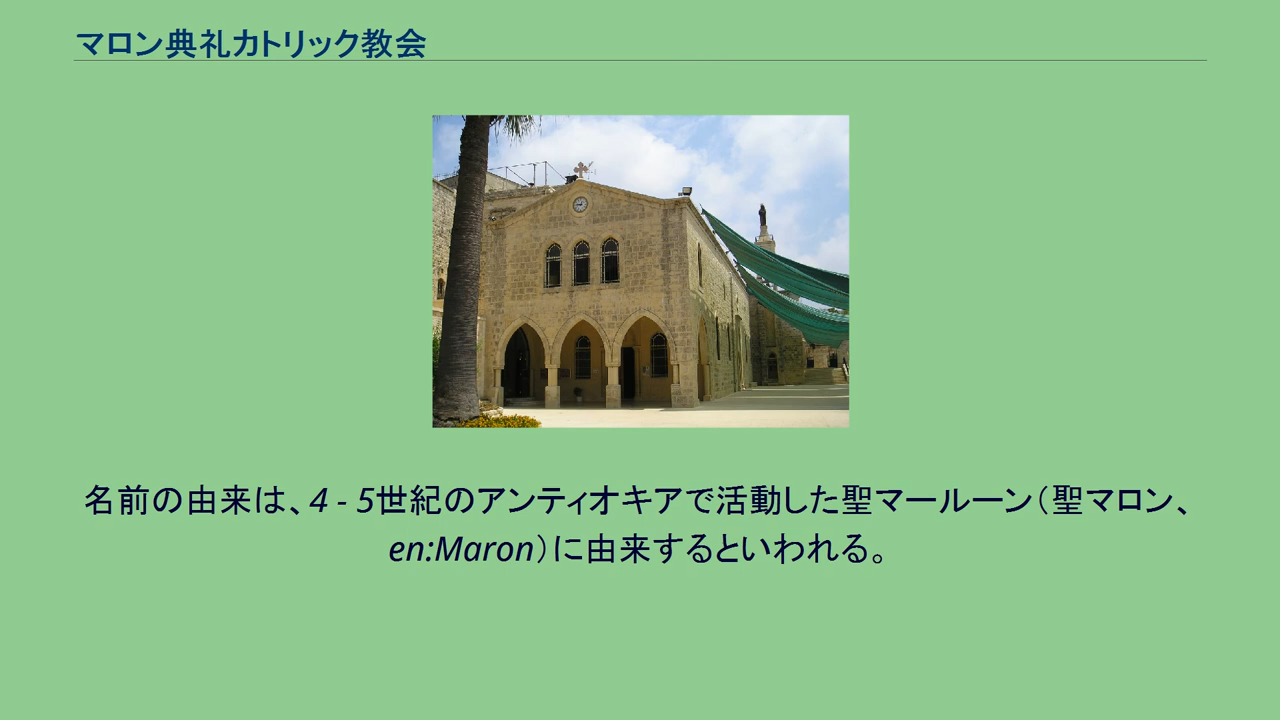 マロン典礼カトリック教会
名前の由来は、4 - 5世紀のアンティオキアで活動した聖マールーン（聖マロン、
en:Maron）に由来するといわれる。